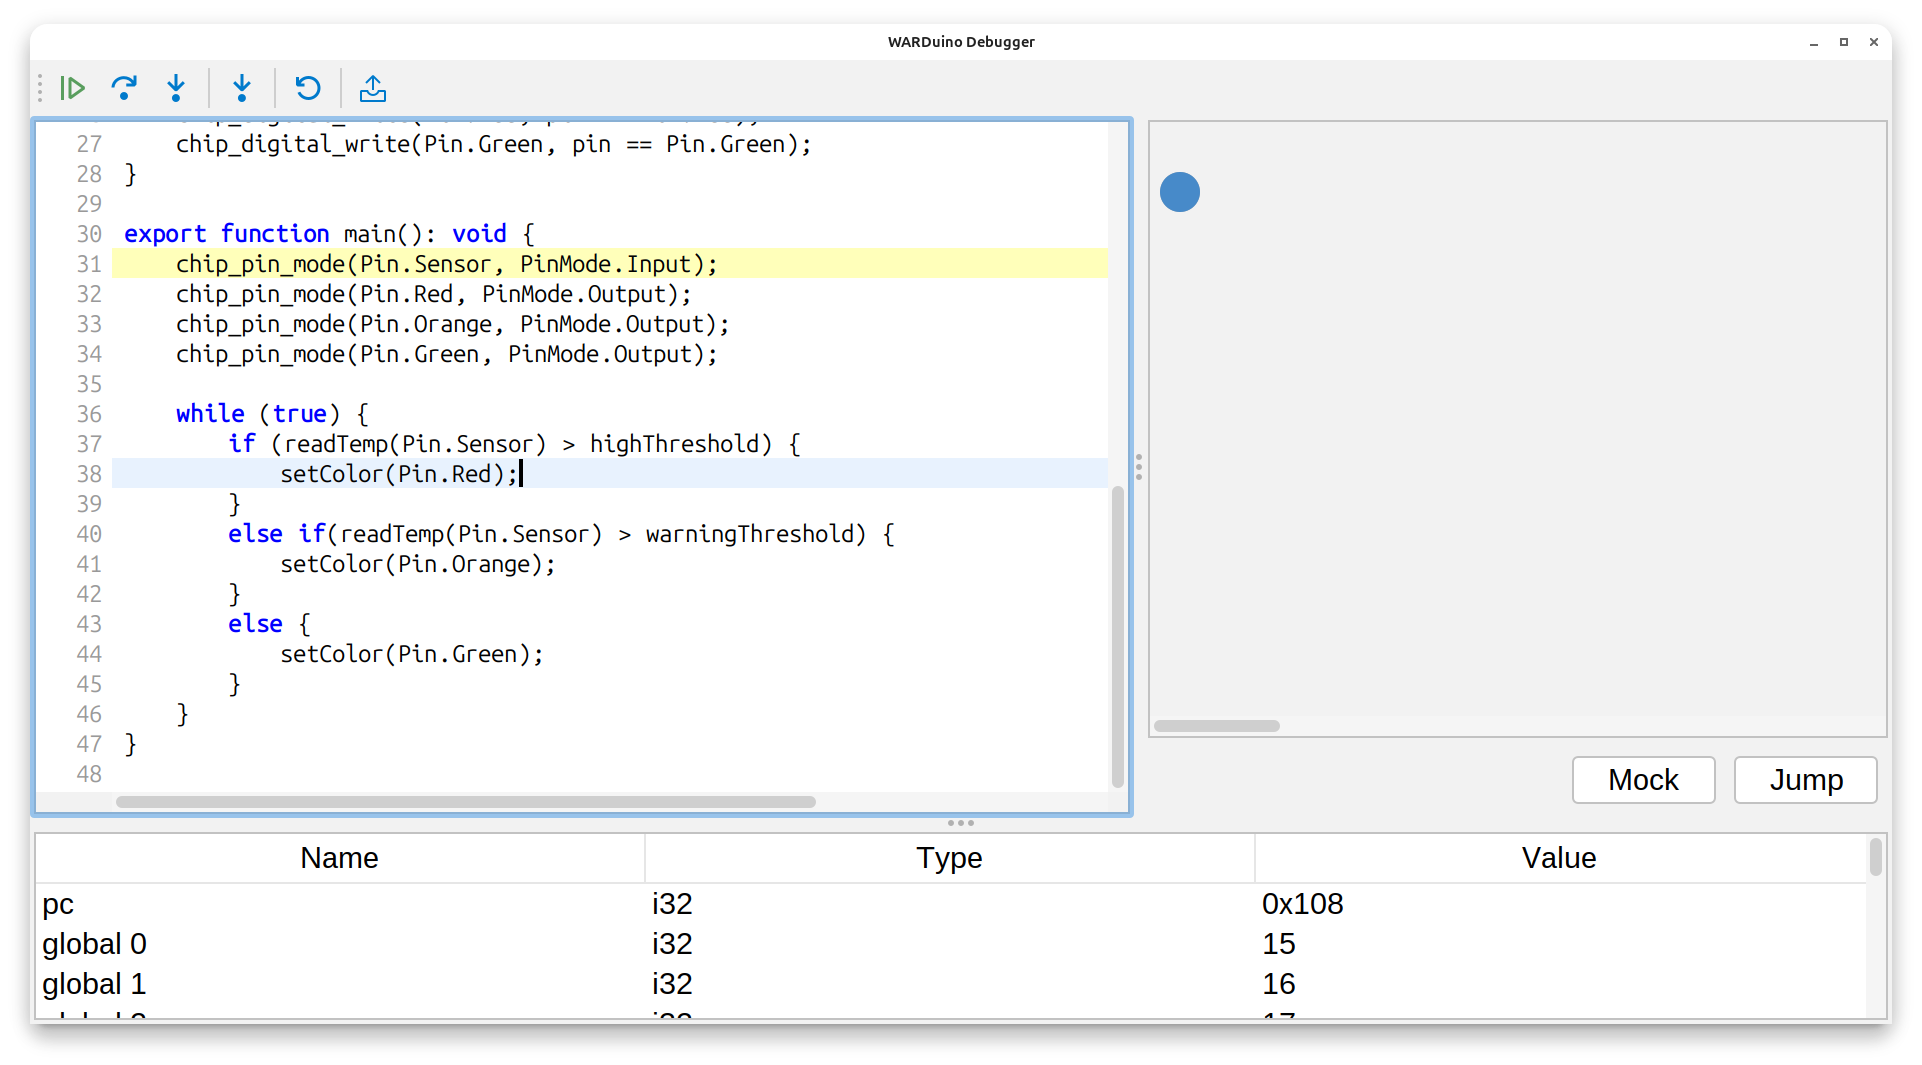 WARDuino Debugger
27 chip_digital_write(Pin.Green, pin == Pin.Green);
28 }
29
30 export function main(): void {
31 chip_pin_mode(Pin.Sensor, PinMode.Input);
32 chip_pin_mode(Pin.Red, PinMode.Output);
33 chip_pin_mode(Pin.Orange, PinMode.Output);
34 chip_pin_mode(Pin.Green, PinMode.Output);
35
36 while (true) {
37 if (readTemp(Pin.Sensor) > highThreshold) {
38 setColor(Pin.Red);
39 }
40 else if(readTemp(Pin.Sensor) > warningThreshold) {
41 setColor(Pin.Orange);
42 }
43 else {
44 setColor(Pin.Green);
45 }
46 }
47 }
48
Mock Jump
Name Type Value
pc i32 0x108
global 0 i32 15
global 1 i32 16